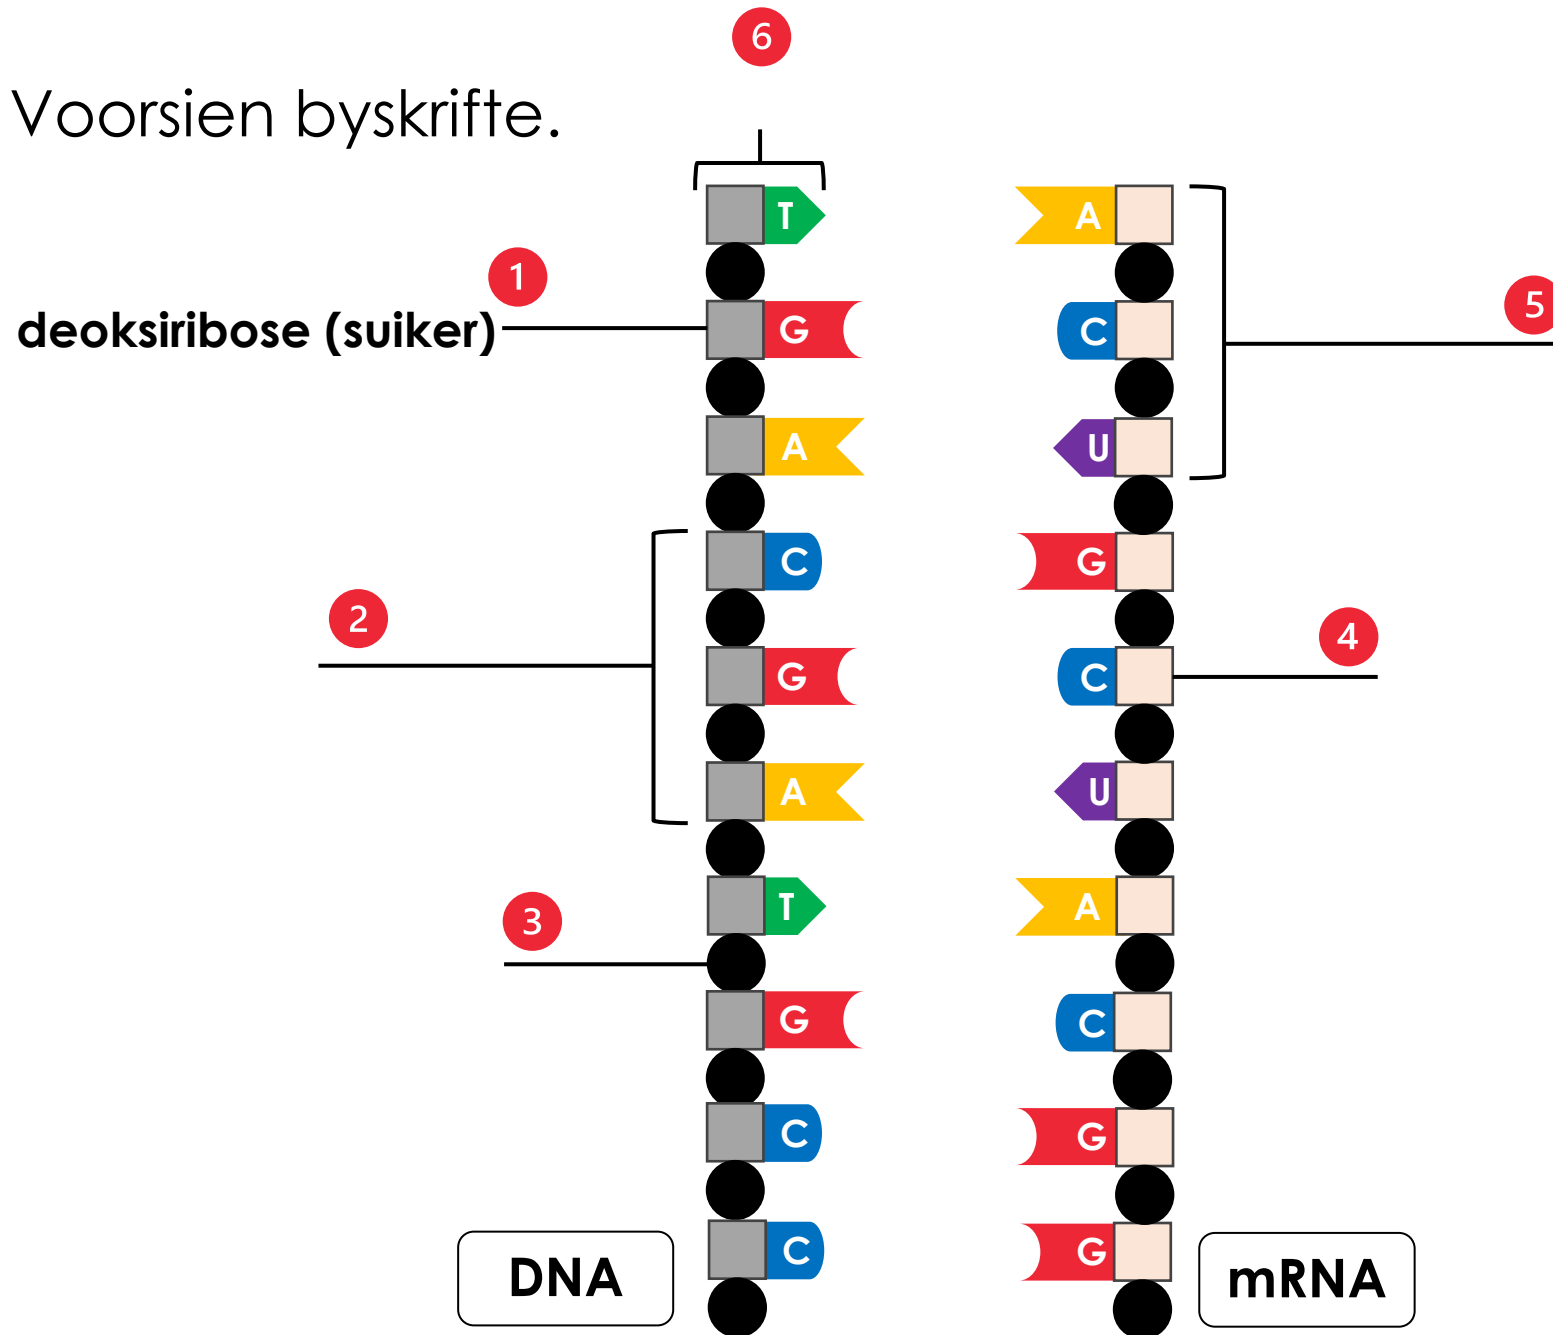 6
Voorsien byskrifte.
T A
1
deoksiribose (suiker) G C 5
A U
C G
2 4
G C
A U
T A
3
G C
C G
C G
DNA mRNA